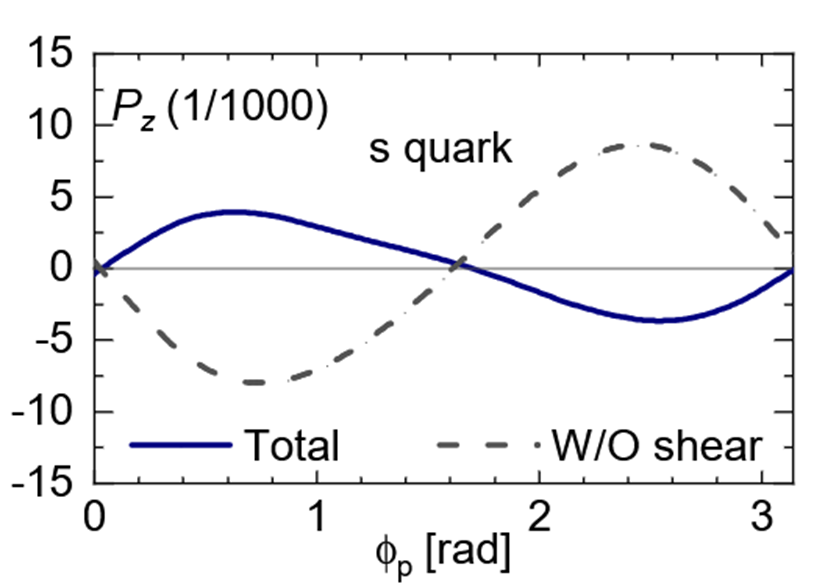 15
P_z (1/1000)
10
s quark
5
0
-5
-10
Total W/O shear
-15
0 1 2 3
ϕ_p [rad]